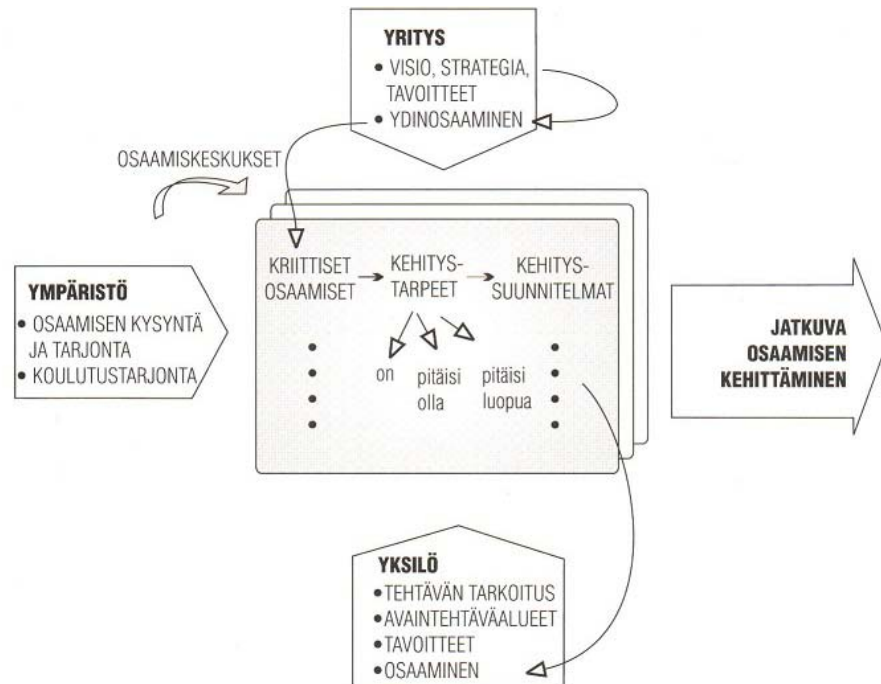 YRITYS
• VISIO, STRATEGIA,
TAVOITTEET
• YDINOSAAMINEN
OSAAMISKESKUKSET
YMPÄRISTÖ
• OSAAMISEN KYSYNTÄ
JA TARJONTA
• KOULUTUSTARJONTA
KRIITTISET
OSAAMISET
KEHITYS-
TARPEET
KEHITYS-
SUUNNITELMAT
on
pitäisi
olla
pitäisi
luopua
JATKUVA
OSAAMISEN
KEHITTÄMINEN
YKSILÖ
• TEHTÄVÄN TARKOITUS
• AVAINTEHTÄVÄALUEET
• TAVOITTEET
• OSAAMINEN